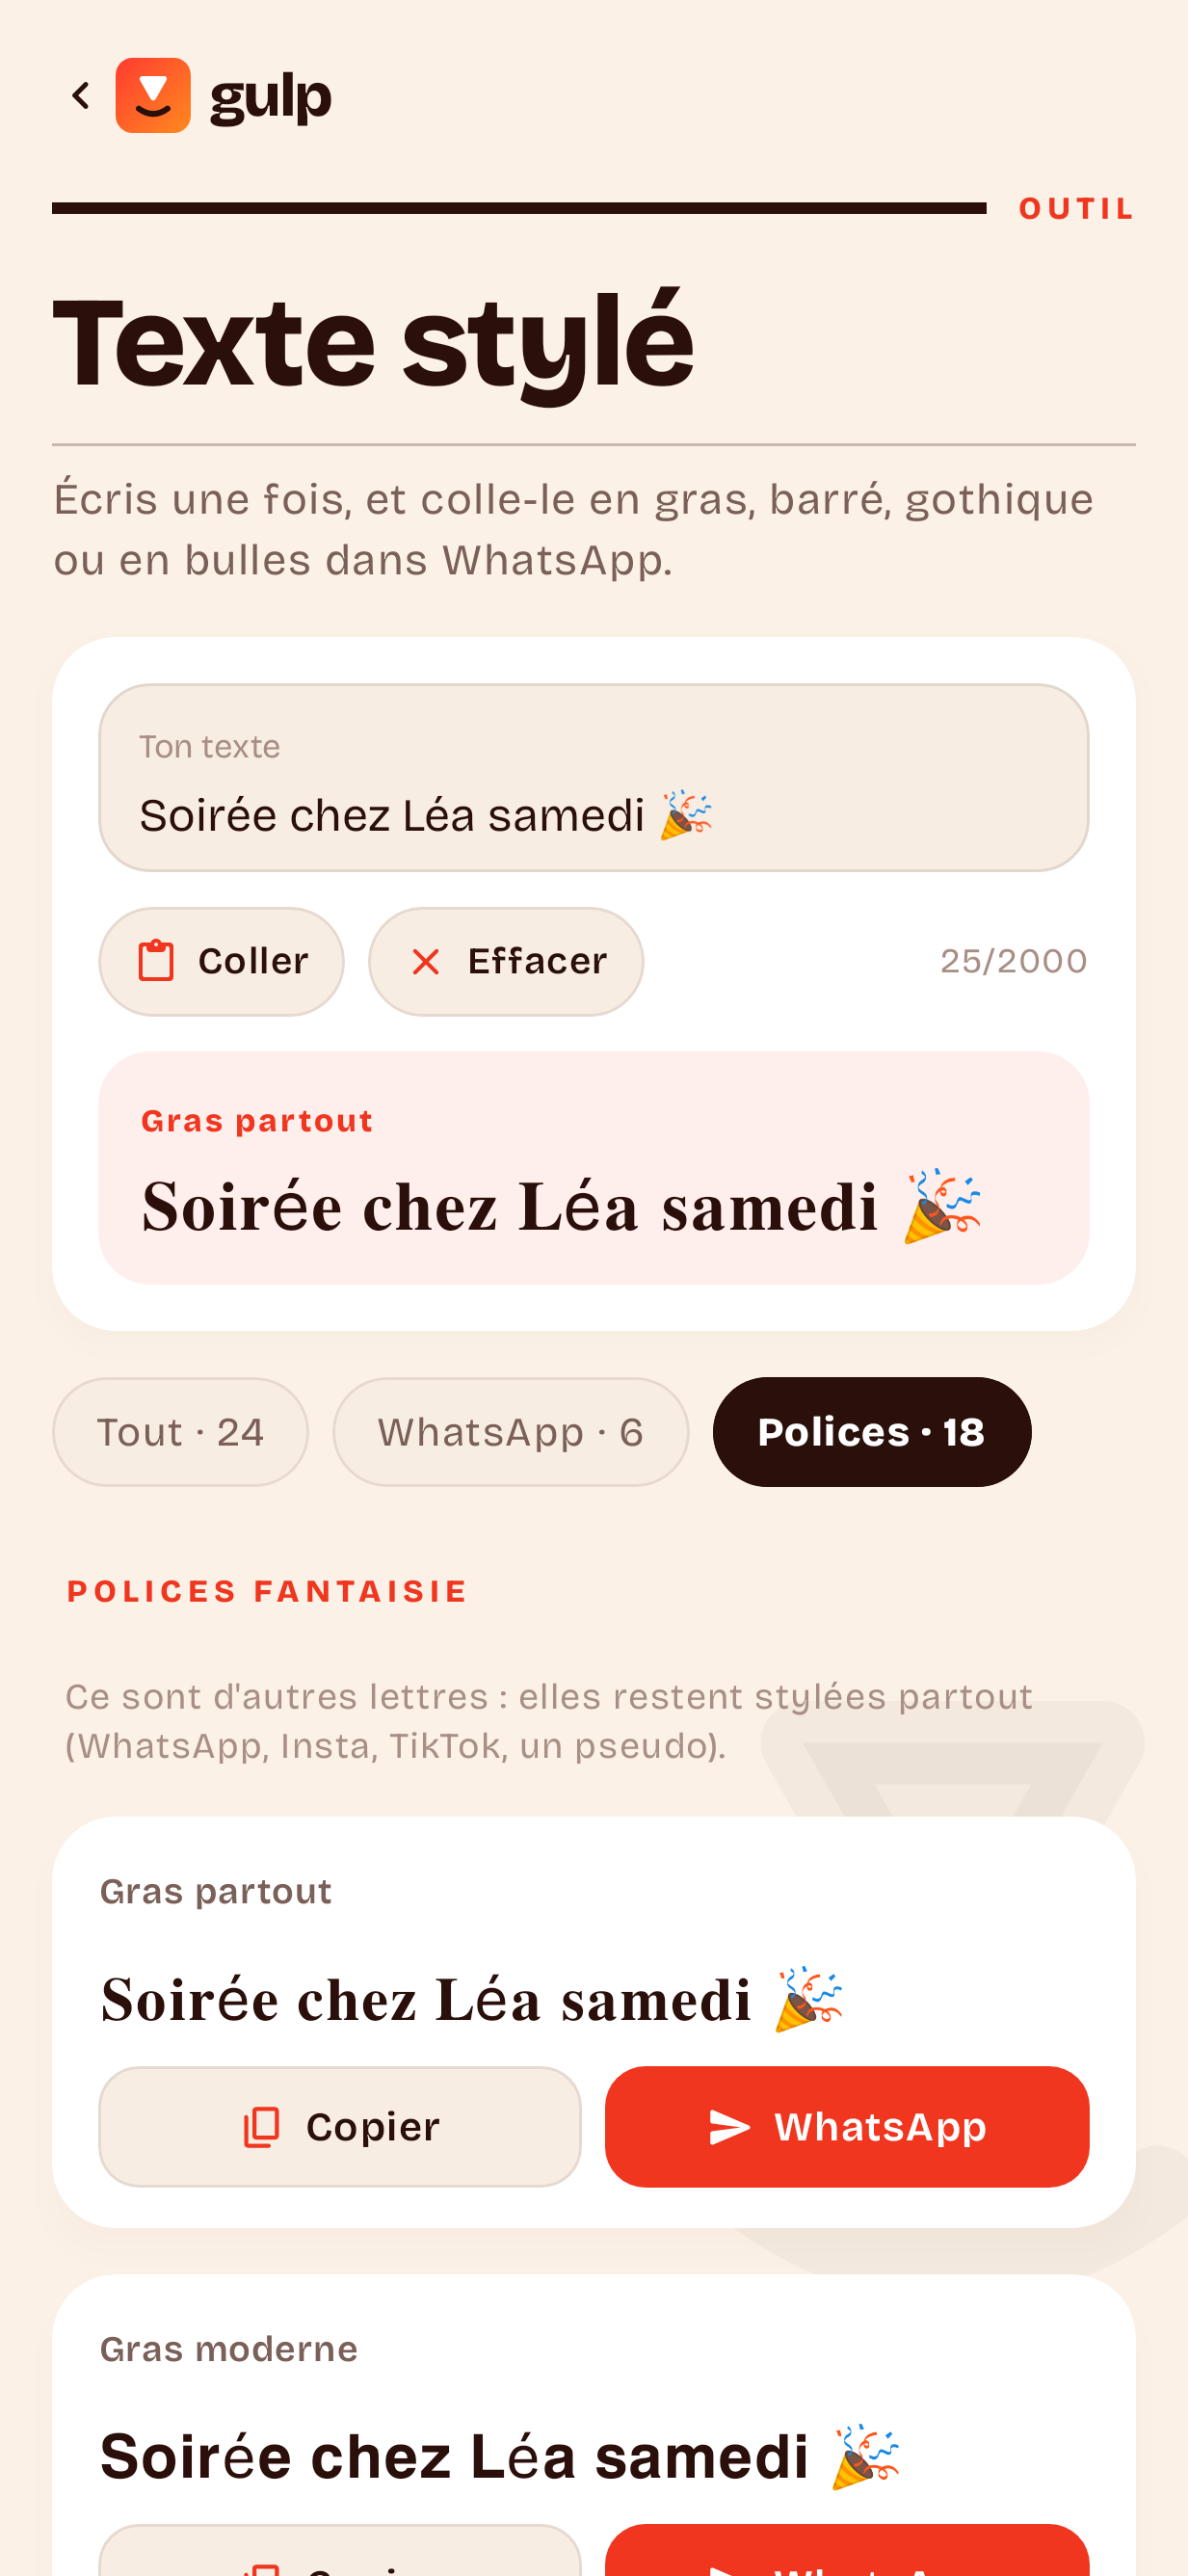 gulp
OUTIL
Texte stylé
Écris une fois, et colle-le en gras, barré, gothique
ou en bulles dans WhatsApp.
Ton texte
Soirée chez Léa samedi 🎉
Coller
Effacer
25/2000
Gras partout
𝐒𝐨𝐢𝐫é𝐞 𝐜𝐡𝐞𝐳 𝐋é𝐚 𝐬𝐚𝐦𝐞𝐝𝐢 🎉
Tout · 24
WhatsApp · 6
Polices · 18
POLICES FANTAISIE
Ce sont d'autres lettres : elles restent stylées partout
(WhatsApp, Insta, TikTok, un pseudo).
Gras partout
𝐒𝐨𝐢𝐫é𝐞 𝐜𝐡𝐞𝐳 𝐋é𝐚 𝐬𝐚𝐦𝐞𝐝𝐢 🎉
Copier
WhatsApp
Gras moderne
𝗦𝗼𝗶𝗿é𝗲 𝗰𝗵𝗲𝘇 𝗟é𝗮 𝘀𝗮𝗺𝗲𝗱𝗶 🎉